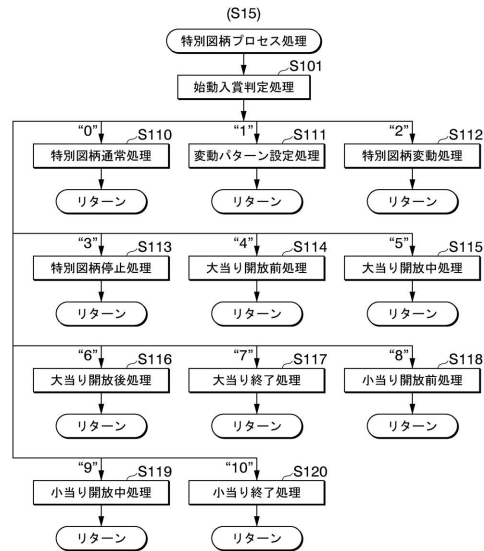 (S15)
特別図柄プロセス処理
S101
始動入賞判定処理
“0” S110 “1” S111 “2” S112
特別図柄通常処理 変動パターン設定処理 特別図柄変動処理
リターン リターン リターン
“3” S113 “4” S114 “5” S115
特別図柄停止処理 大当り開放前処理 大当り開放中処理
リターン リターン リターン
“6” S116 “7” S117 “8” S118
大当り開放後処理 大当り終了処理 小当り開放前処理
リターン リターン リターン
“9” S119 “10” S120
小当り開放中処理 小当り終了処理
リターン リターン